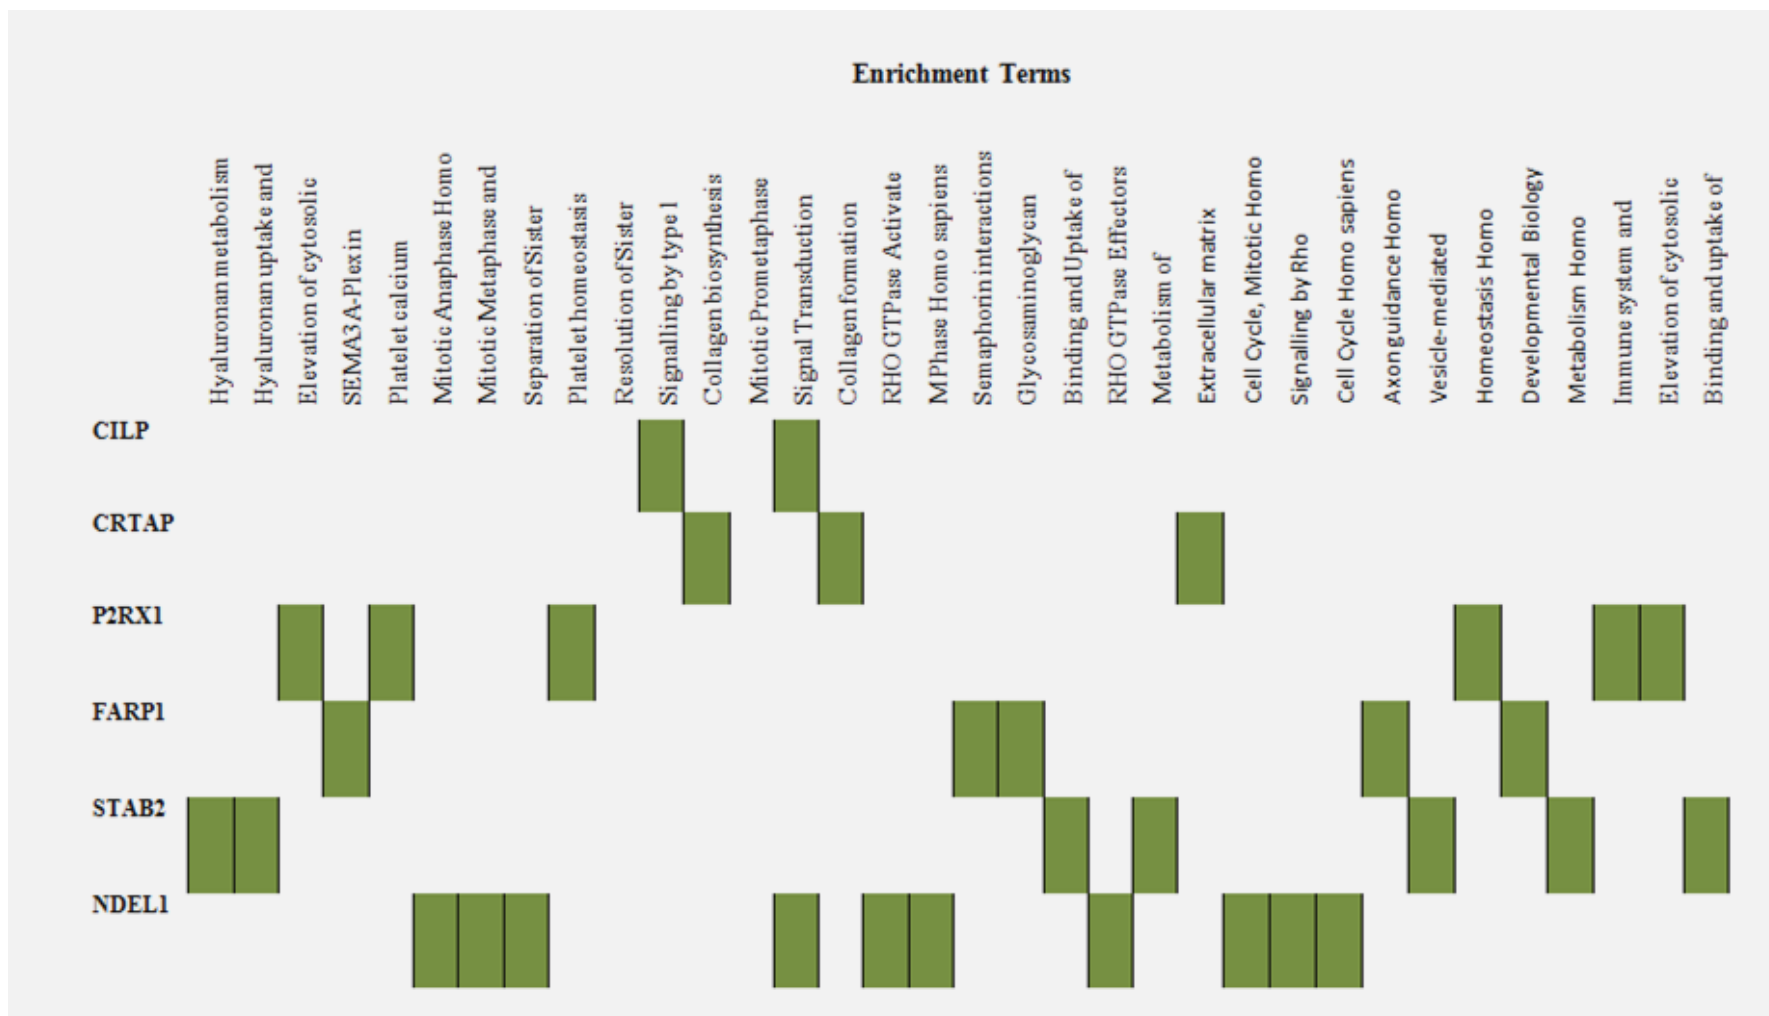 Enrichment Terms
Hyaluronan metabolism
Hyaluronan uptake and
Elevation of cytosolic
SEMA3A-Plexin
Platelet calcium
Mitotic Anaphase Homo
Mitotic Metaphase and
Separation of Sister
Platelet homeostasis
Resolution of Sister
Signalling by type 1
Collagen biosynthesis
Mitotic Prometaphase
Signal Transduction
Collagen formation
RHO GTPase Activate
MPhase Homo sapiens
Semaphorin interactions
Glycosaminoglycan
Binding and Uptake of
RHO GTPase Effectors
Metabolism of
Extracellular matrix
Cell Cycle, Mitotic Homo
Signalling by Rho
Cell Cycle Homo sapiens
Axon guidance Homo
Vesicle-mediated
Homeostasis Homo
Developmental Biology
Metabolism Homo
Immune system and
Elevation of cytosolic
Binding and uptake of
CILP
CRTAP
P2RX1
FARP1
STAB2
NDEL1